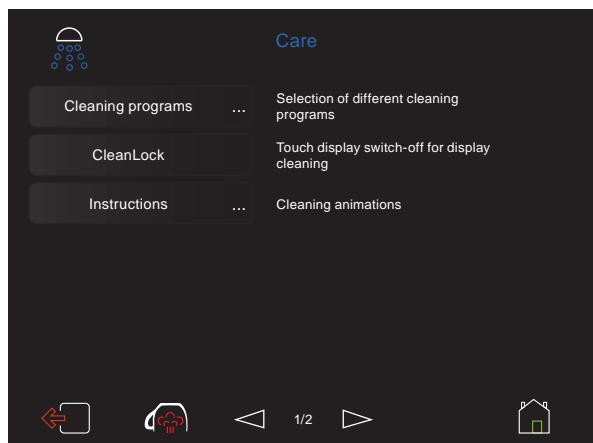 Care
Cleaning programs ...
Selection of different cleaning
programs
CleanLock
Touch display switch-off for display
cleaning
Instructions ...
Cleaning animations
1/2